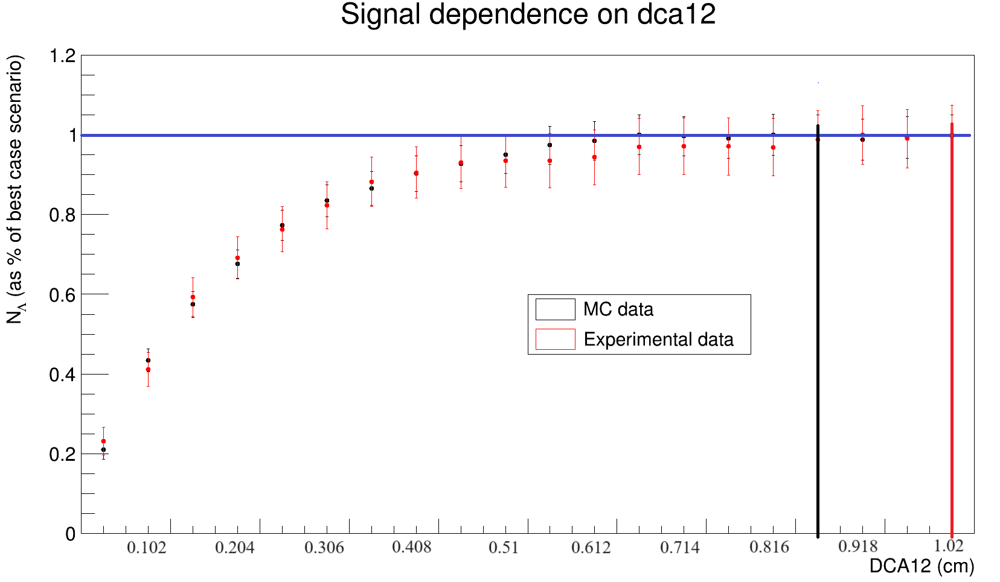 Signal dependence on dca12
N_Λ (as % of best case scenario)
1.2
1
0.8
0.6
0.4
0.2
0
MC data
Experimental data
0.102 0.204 0.306 0.408 0.51 0.612 0.714 0.816 0.918 1.02
DCA12 (cm)